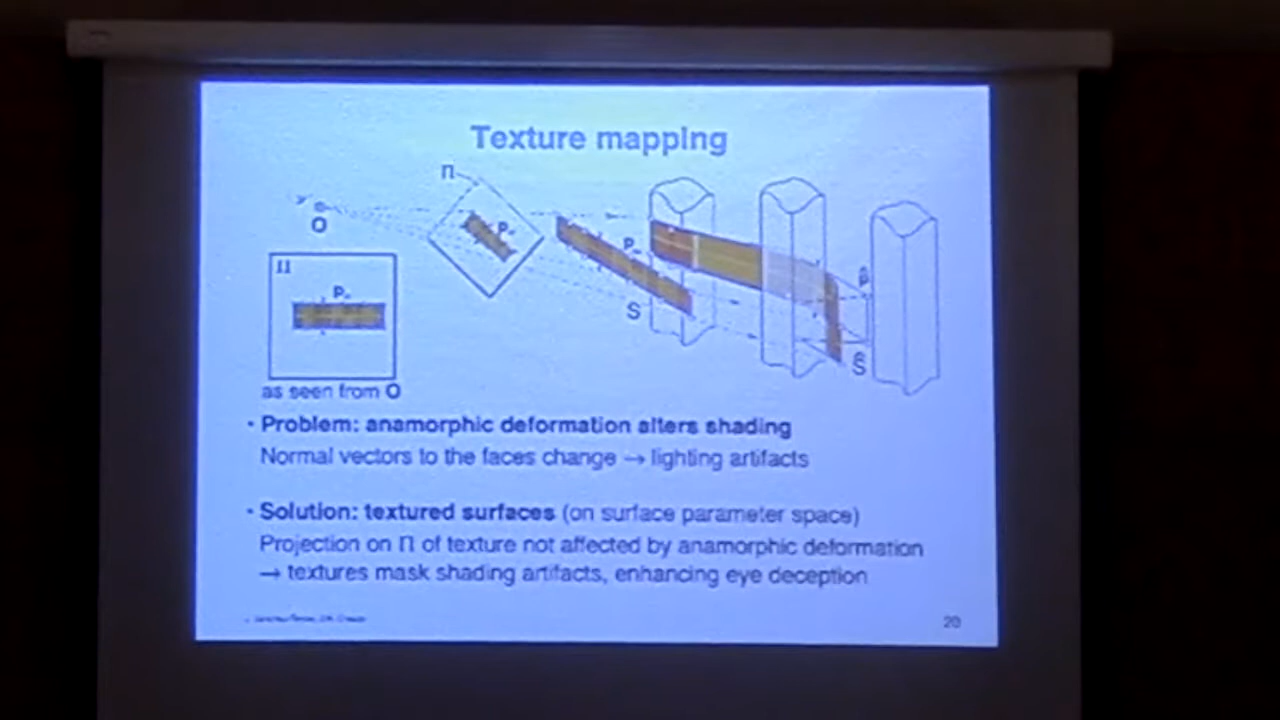 Texture mapping
Π
O
P
P
S
Ŝ
Π
P
as seen from O
• Problem: anamorphic deformation alters shading
Normal vectors to the faces change → lighting artifacts
• Solution: textured surfaces (on surface parameter space)
Projection on Π of texture not affected by anamorphic deformation
→ textures mask shading artifacts, enhancing eye deception
20